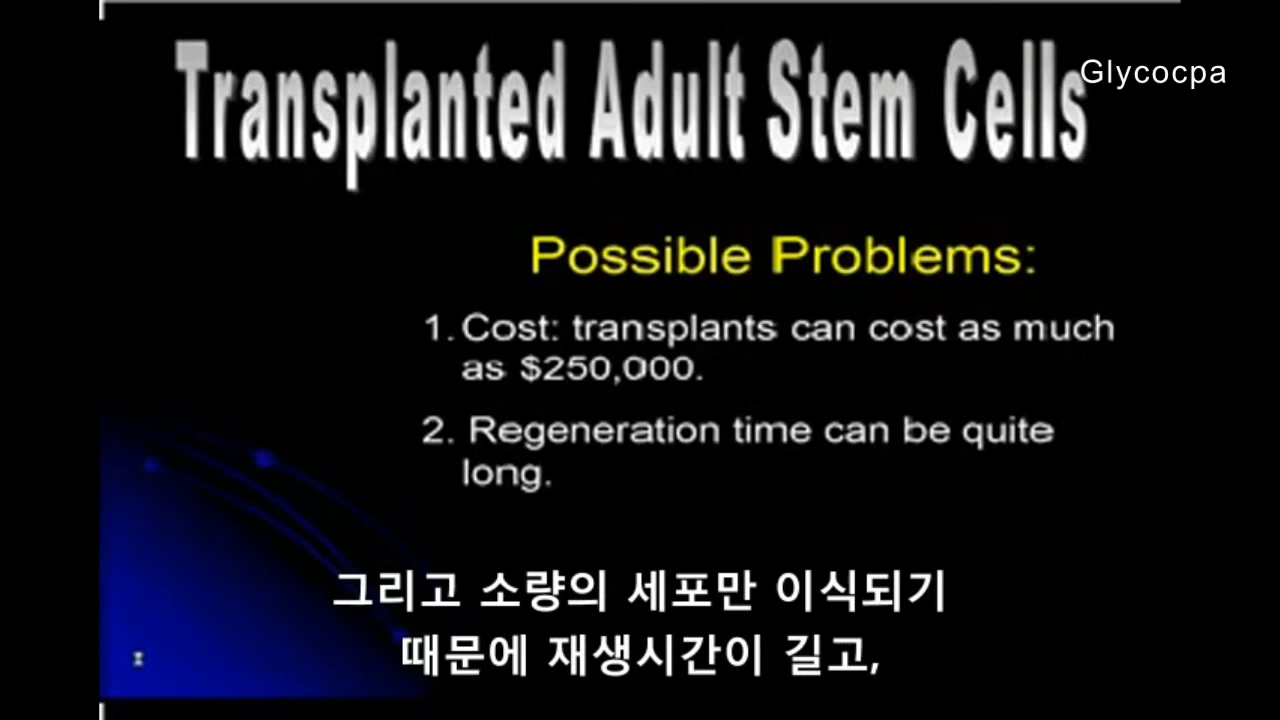 Transplanted Adult Stem Cells
Glycocpa
Possible Problems:
1. Cost: transplants can cost as much
as $250,000.
2. Regeneration time can be quite
long.
그리고 소량의 세포만 이식되기
때문에 재생시간이 길고,